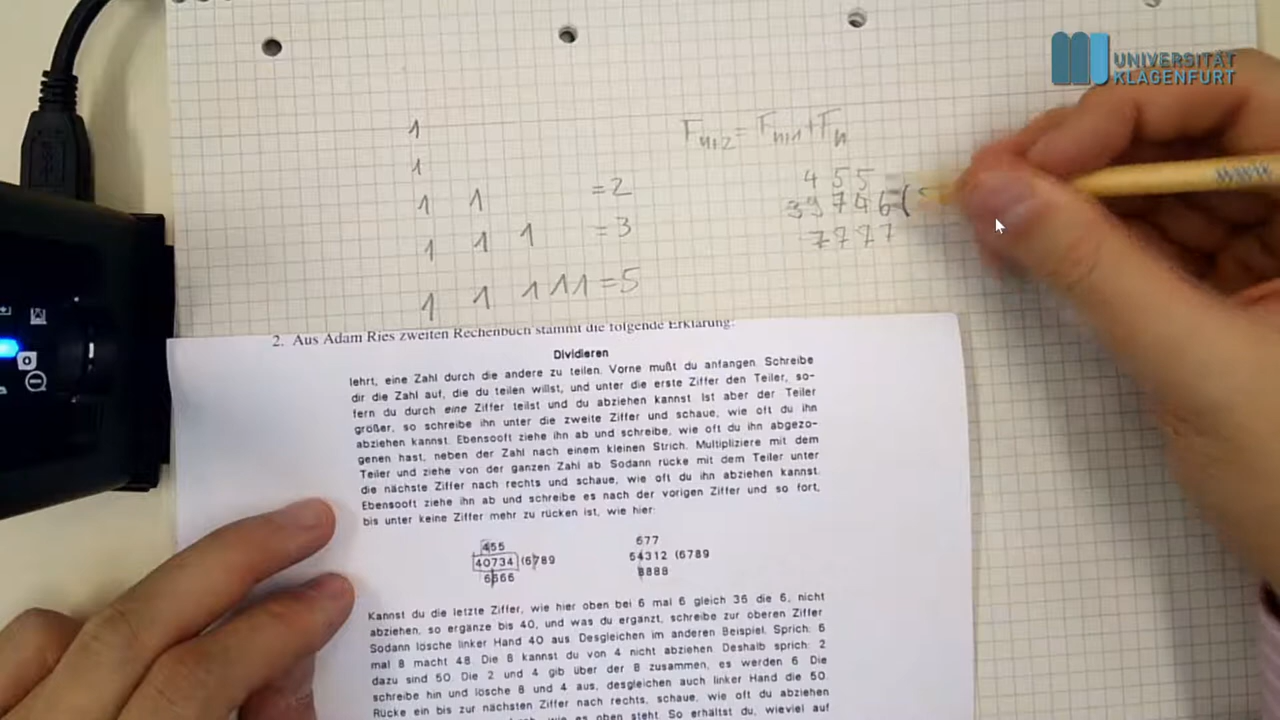 UNIVERSITÄT
KLAGENFURT
1
1
1 1 =2
1 1 1 =3
1 1 1 1 1 =5
F n+2 = F n+1 + F n
4 5 5
39746 (5
7777
2. Aus Adam Ries zweiten Rechenbuch stammt die folgende Erklärung:
Dividieren
lehrt, eine Zahl durch die andere zu teilen. Vorne mußt du anfangen. Schreibe
dir die Zahl auf, die du teilen willst, und unter die erste Ziffer den Teiler, so-
fern du durch eine Ziffer teilst und du abziehen kannst. Ist aber der Teiler
größer, so schreibe ihn unter die zweite Ziffer und schaue, wie oft du ihn
abziehen kannst. Ebensooft ziehe ihn ab und schreibe, wie oft du ihn abgezo-
genen hast, neben der Zahl nach einem kleinen Strich. Multipliziere mit dem
Teiler und ziehe von der ganzen Zahl ab. Sodann rücke mit dem Teiler unter
die nächste Ziffer nach rechts und schaue, wie oft du ihn abziehen kannst.
Ebensooft ziehe ihn ab und schreibe es nach der vorigen Ziffer und so fort,
bis unter keine Ziffer mehr zu rücken ist, wie hier:
455 677
40734 (6789 54312 (6789
6666 8888
Kannst du die letzte Ziffer, wie hier oben bei 6 mal 6 gleich 36 die 6, nicht
abziehen, so ergänze bis 40, und was du ergänzt, schreibe zur oberen Ziffer
Sodann lösche linker Hand 40 aus. Desgleichen im anderen Beispiel. Sprich: 6
mal 8 macht 48. Die 8 kannst du von 4 nicht abziehen. Deshalb sprich: 2
dazu sind 50. Die 2 und 4 gib über der 8 zusammen, es werden 6. Die
schreibe hin und lösche 8 und 4 aus, desgleichen auch linker Hand die 50.
Rücke ein bis zur nächsten Ziffer nach rechts, schaue, wie oft du abziehen
wie es oben steht. So erhältst du, wieviel auf